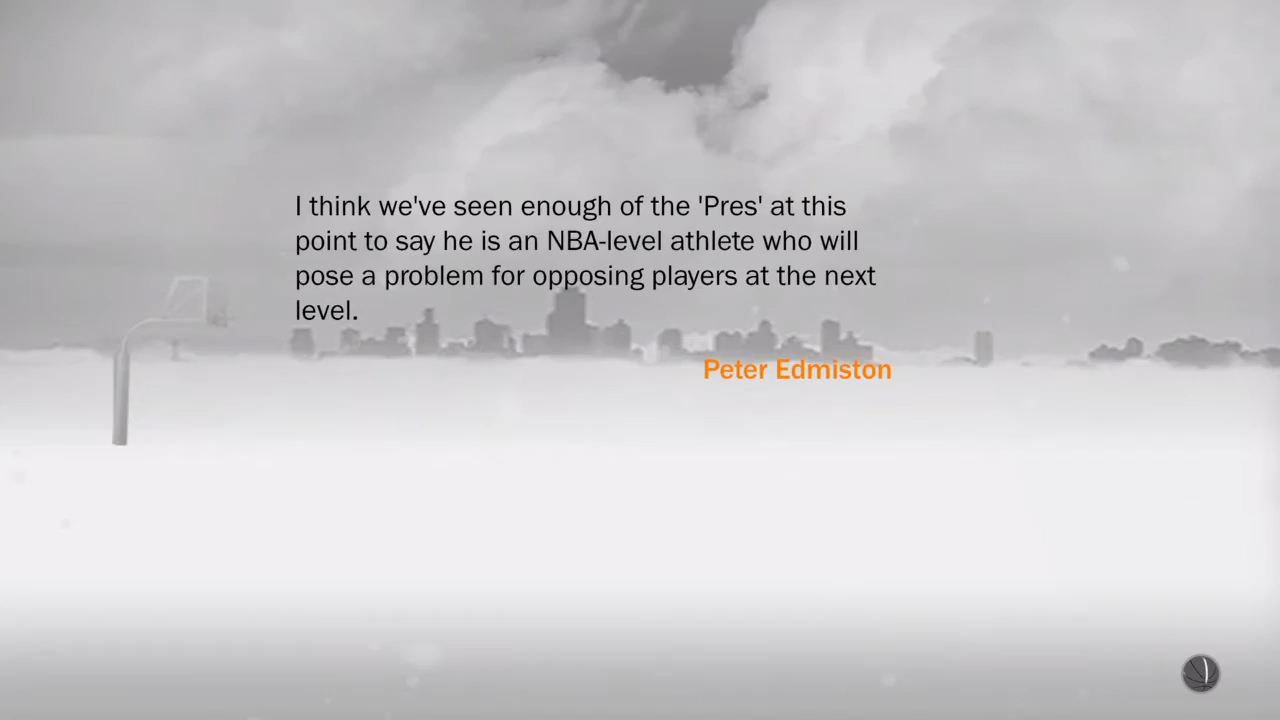 I think we've seen enough of the 'Pres' at this
point to say he is an NBA-level athlete who will
pose a problem for opposing players at the next
level.
Peter Edmiston